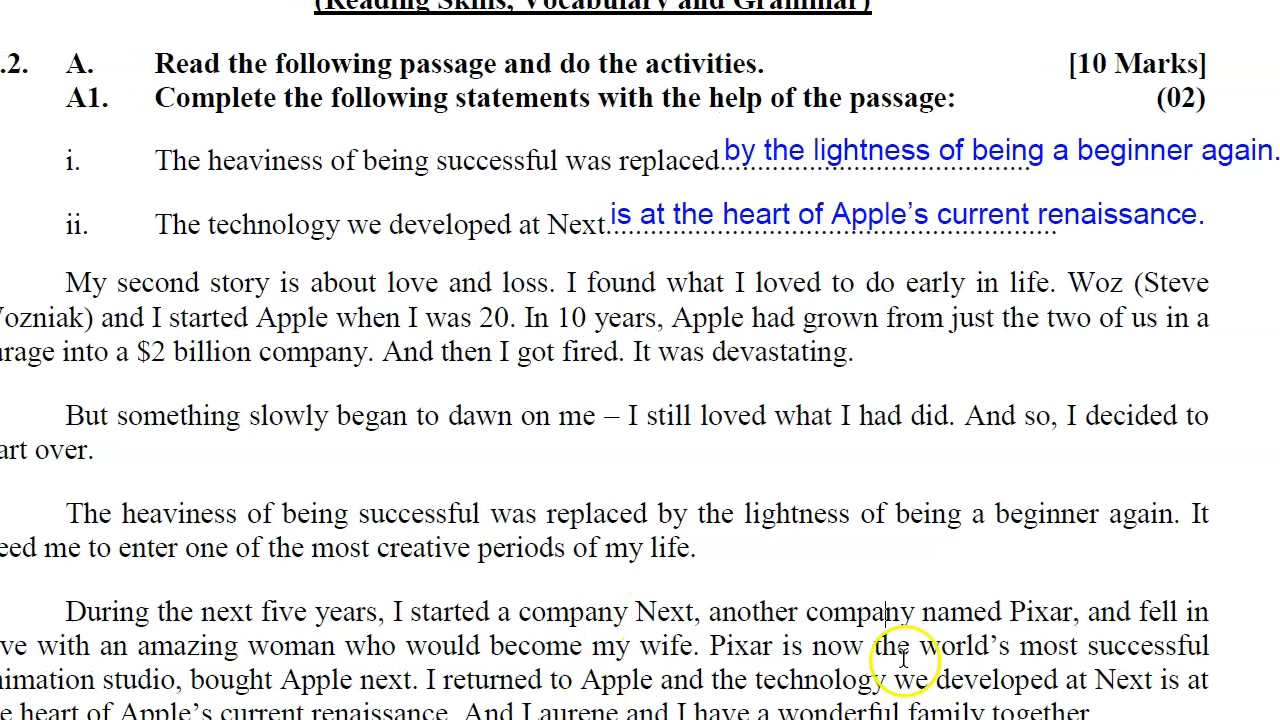 (Reading Skills, Vocabulary and Grammar)
.2. A. Read the following passage and do the activities. [10 Marks]
A1. Complete the following statements with the help of the passage: (02)
i. The heaviness of being successful was replaced by the lightness of being a beginner again.
ii. The technology we developed at Next is at the heart of Apple’s current renaissance.
My second story is about love and loss. I found what I loved to do early in life. Woz (Steve
Vozniak) and I started Apple when I was 20. In 10 years, Apple had grown from just the two of us in a
arage into a $2 billion company. And then I got fired. It was devastating.
But something slowly began to dawn on me – I still loved what I had did. And so, I decided to
art over.
The heaviness of being successful was replaced by the lightness of being a beginner again. It
eed me to enter one of the most creative periods of my life.
During the next five years, I started a company Next, another company named Pixar, and fell in
ve with an amazing woman who would become my wife. Pixar is now the world’s most successful
nimation studio, bought Apple next. I returned to Apple and the technology we developed at Next is at
e heart of Apple’s current renaissance. And Laurene and I have a wonderful family together